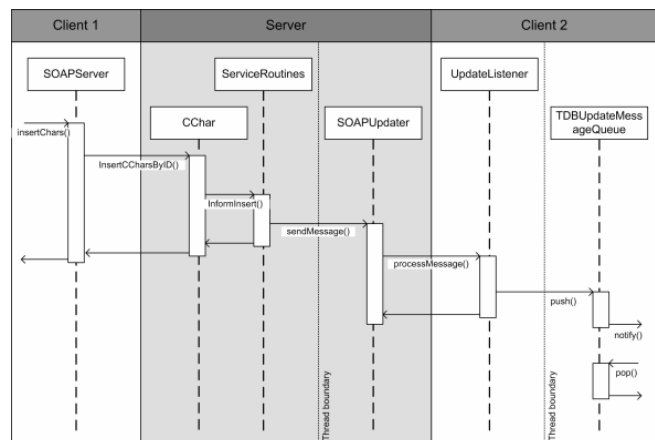 Client 1
Server
Client 2
SOAPServer
ServiceRoutines
UpdateListener
CChar
SOAPUpdater
TDBUpdateMess
ageQueue
insertChars()
InsertCCharsByID()
InformInsert()
sendMessage()
processMessage()
push()
notify()
pop()
Thread boundary
Thread boundary